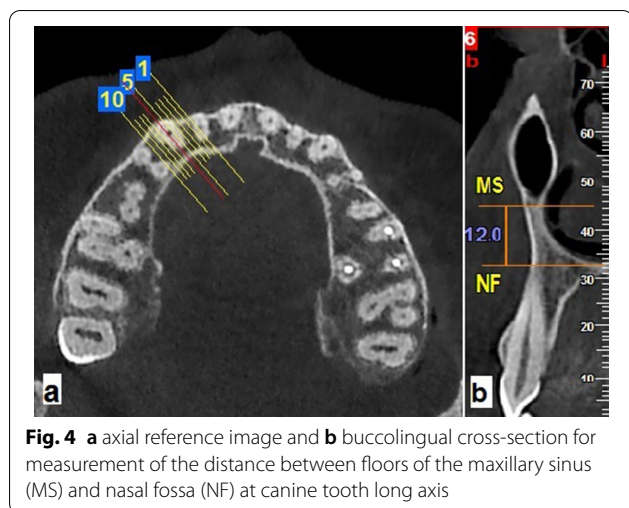 1
5
10
a
6
b
l
70
60
50
MS
12.0
40
30
NF
20
10
b
Fig. 4 a axial reference image and b buccolingual cross-section for
measurement of the distance between floors of the maxillary sinus
(MS) and nasal fossa (NF) at canine tooth long axis